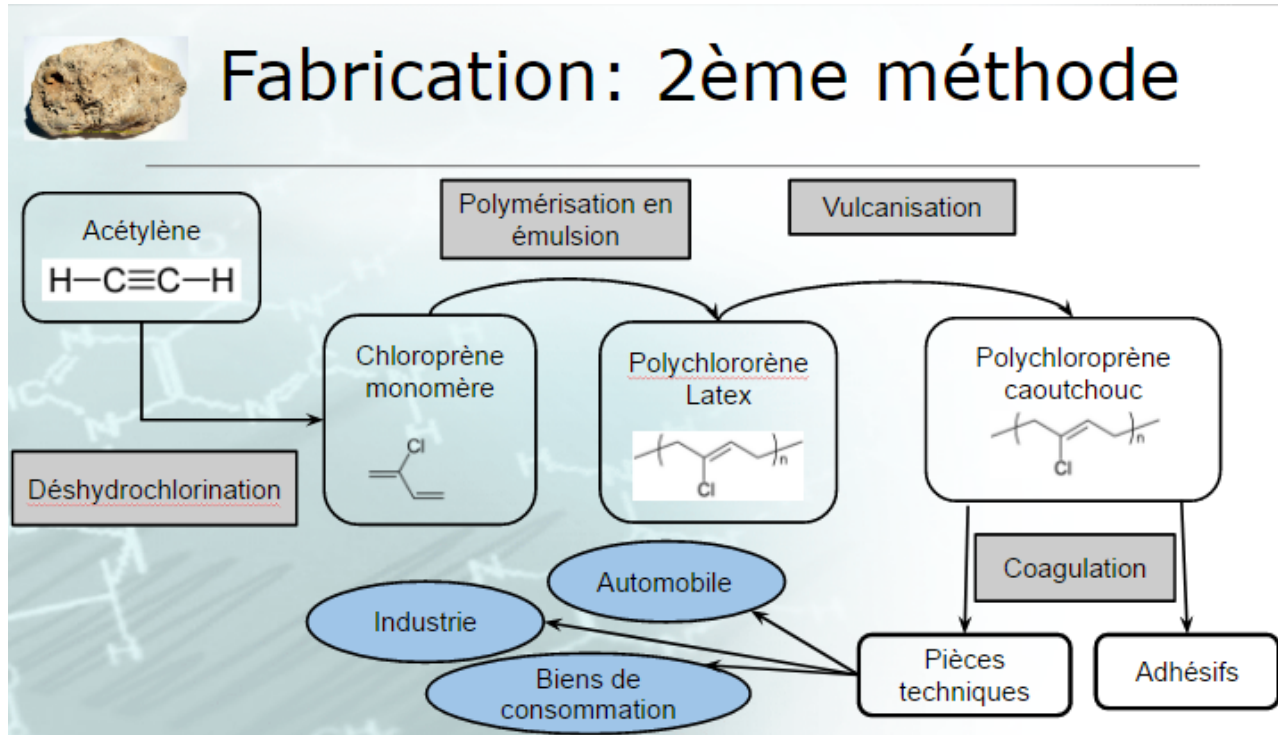 Fabrication: 2ème méthode
Acétylène
H–C≡C–H
Polymérisation en
émulsion
Vulcanisation
Chloroprène
monomère
Cl
Polychlororène
Latex
n
Cl
Polychloroprène
caoutchouc
n
Cl
Déshydrochlorination
Coagulation
Automobile
Industrie
Biens de
consommation
Pièces
techniques
Adhésifs